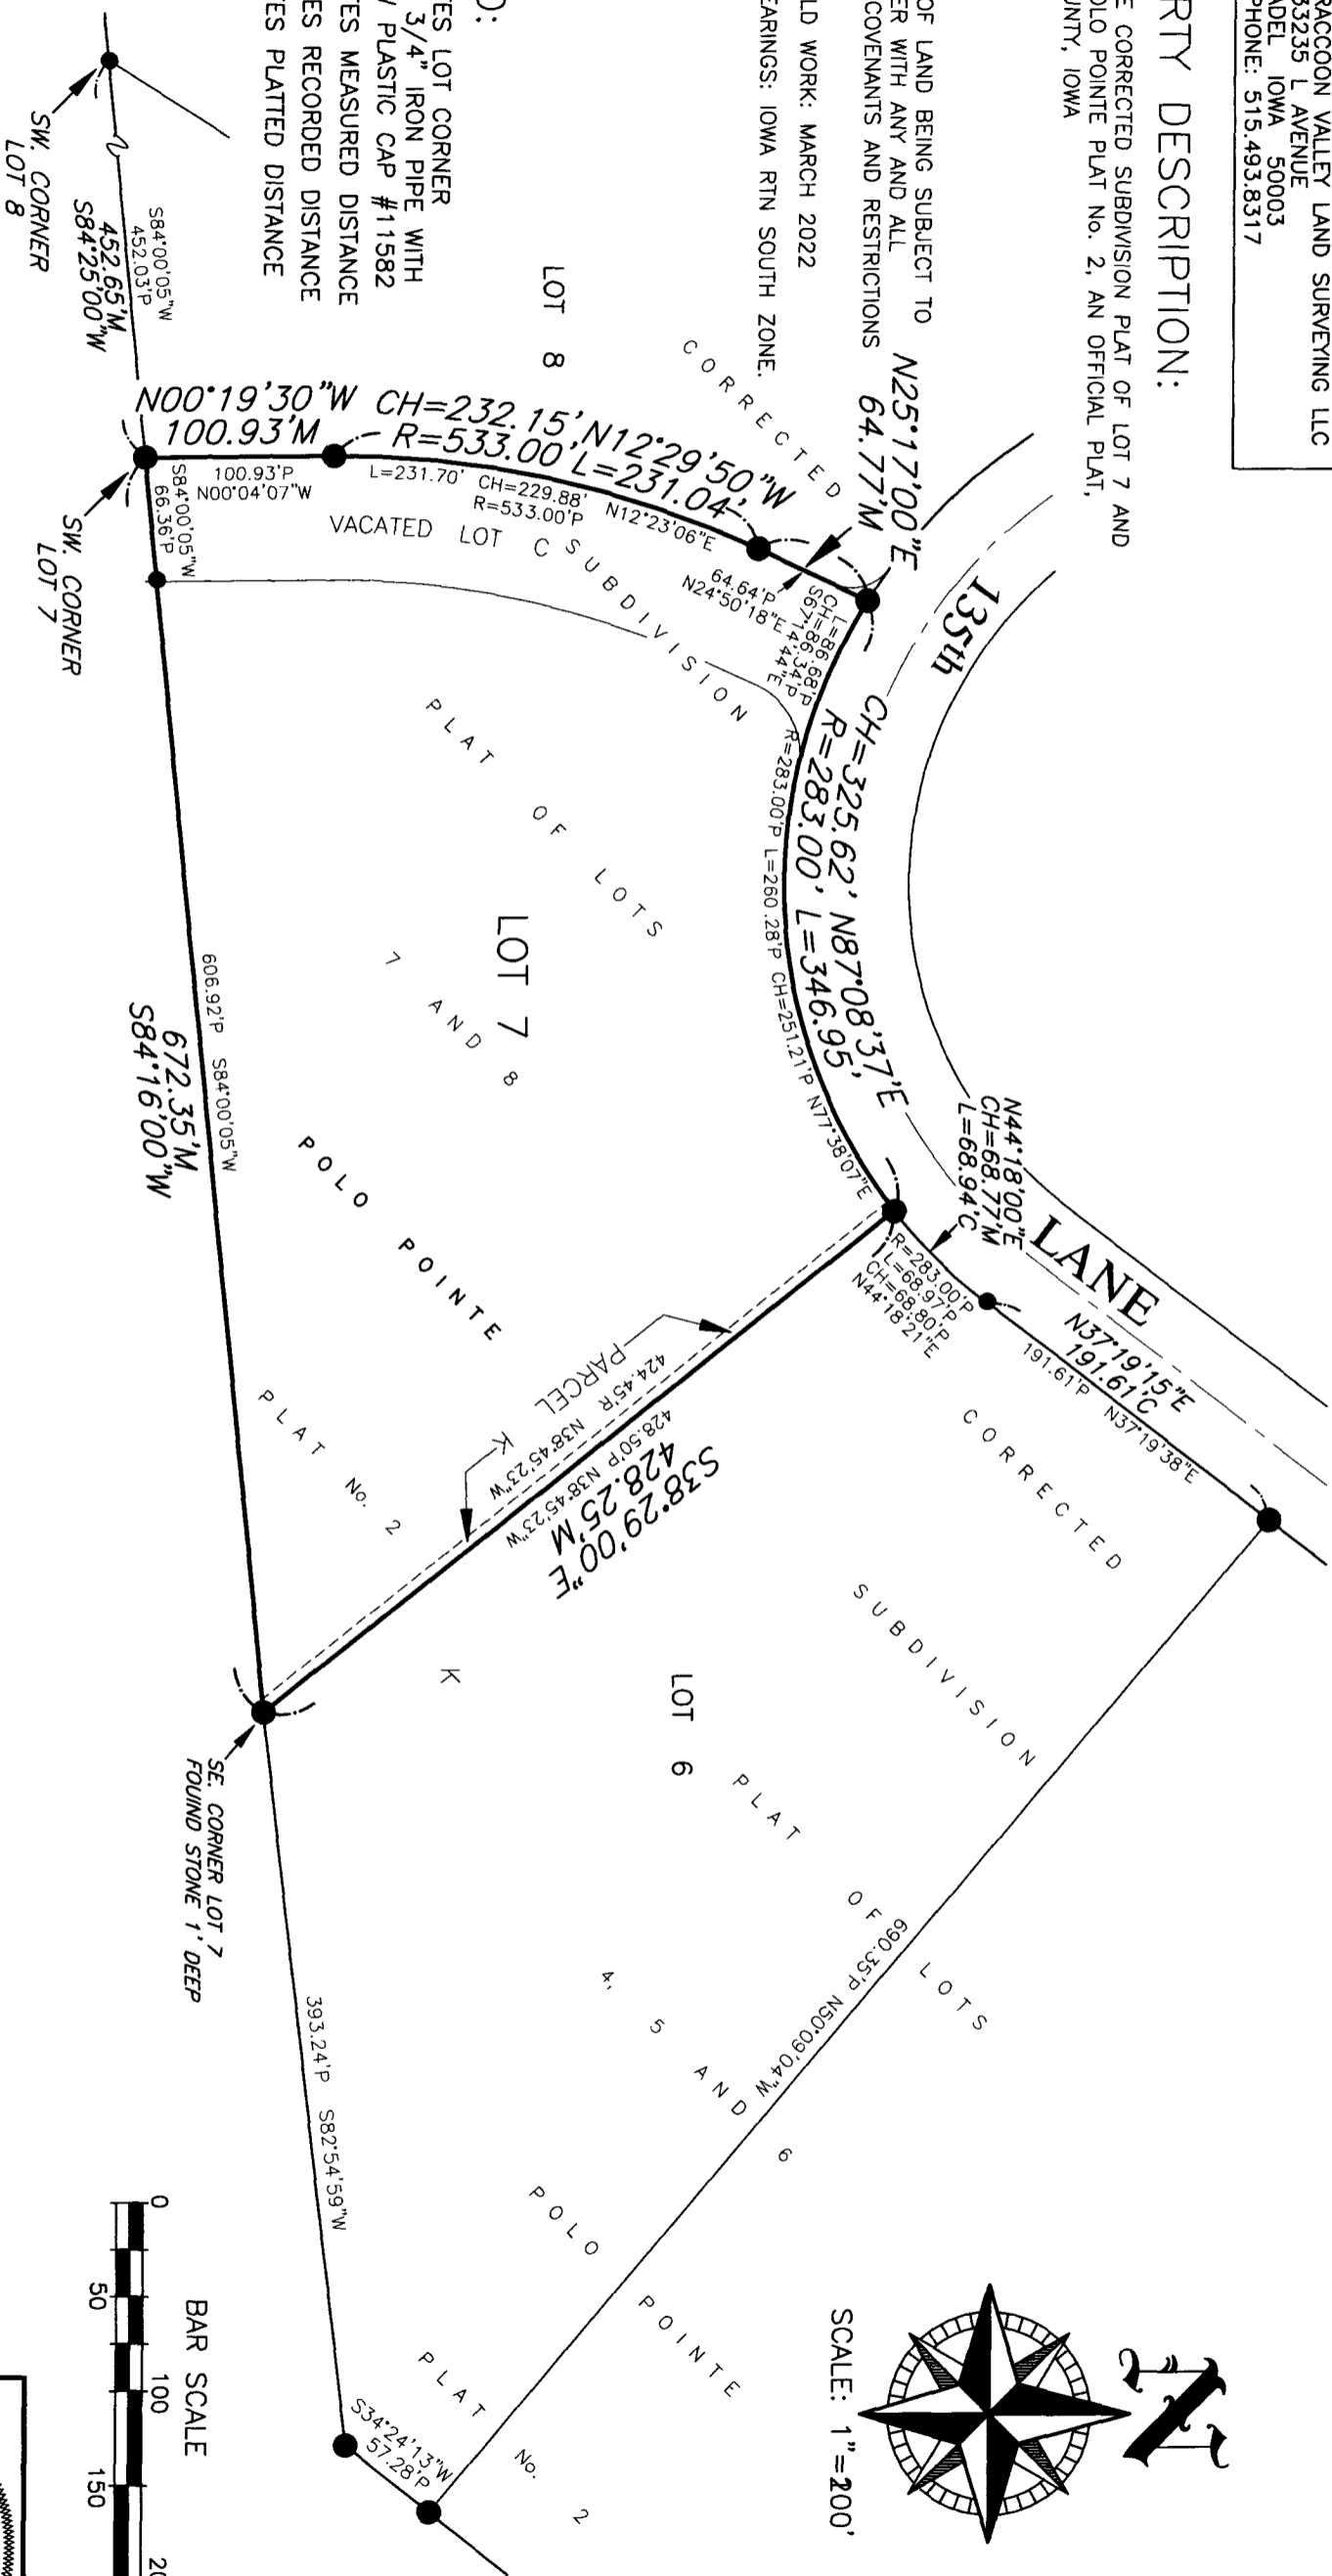 RACCOON VALLEY LAND SURVEYING LLC
33235 L AVENUE
ADEL IOWA 50003
PHONE: 515.493.8317
RTY DESCRIPTION:
E CORRECTED SUBDIVISION PLAT OF LOT 7 AND
OLO POINTE PLAT No. 2, AN OFFICIAL PLAT,
UNTY, IOWA
OF LAND BEING SUBJECT TO
ER WITH ANY AND ALL
COVENANTS AND RESTRICTIONS
LD WORK: MARCH 2022
EARINGS: IOWA RTN SOUTH ZONE.
D:
TES LOT CORNER
3/4" IRON PIPE WITH
PLASTIC CAP #11582
TES MEASURED DISTANCE
ES RECORDED DISTANCE
TES PLATTED DISTANCE
SW. CORNER
LOT 8
S84°00'05"W
452.03'P
452.65'M
S84°25'00"W
LOT 8
N00°19'30"W
100.93'M
100.93'P
N00°04'07"W
S84°00'05"W
66.36'P
SW. CORNER
LOT 7
CH=232.15' N12°29'50"W
R=533.00' L=231.04'
L=231.70' CH=229.88' N12°23'06"E
R=533.00'P
VACATED LOT C
N25°17'00"E
64.77'M
64.64'P
N24°50'18"E
L=86.68'P
CH=86.34'P
S67°14'44"E
135th LANE
CH=325.62' N87°08'37'E
R=283.00' L=346.95'
R=283.00'P L=260.28'P CH=251.21'P N77°38'07"E
N44°18'00"E
CH=68.77'M
L=68.94'C
R=283.00'P
L=68.97'P
CH=68.80'P
N44°18'21"E
N37°19'15"E
191.61'C
191.61'P N37°19'38"E
CORRECTED
SUBDIVISION
PLAT OF LOTS
7 AND 8
POLO POINTE
PLAT No. 2
LOT 7
606.92'P S84°00'05"W
672.35'M
S84°16'00"W
PARCEL K
424.45'R N38°45'23"W
428.50'P N38°45'23"W
428.25'M
S38°29'00"E
K
LOT 6
SE. CORNER LOT 7
FOUIND STONE 1' DEEP
CORRECTED
SUBDIVISION
PLAT OF LOTS
4, 5 AND 6
POLO POINTE
PLAT No. 2
690.35'P N50°09'04"W
393.24'P S82°54'59"W
S34°24'13"W
57.28'P
N
SCALE: 1"=200'
BAR SCALE
0 50 100 150 20